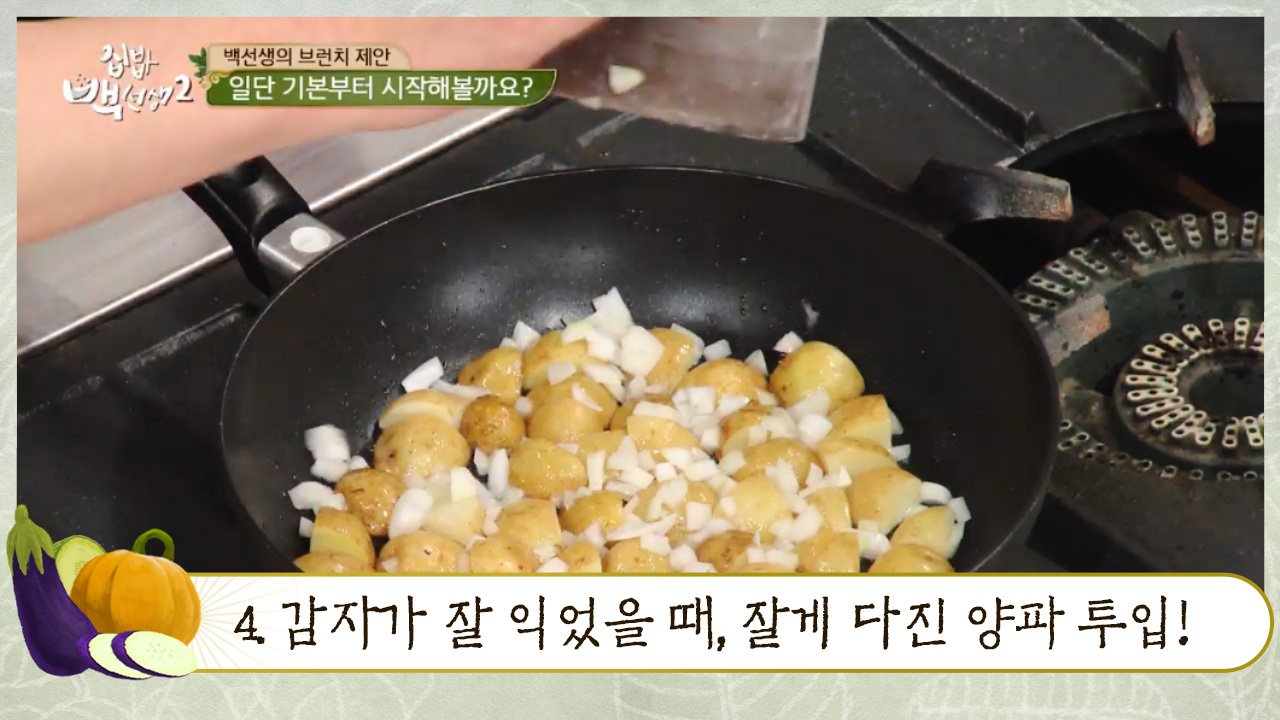 집밥
백선생2
백선생의 브런치 제안
일단 기본부터 시작해볼까요?
4. 감자가 잘 익었을 때, 잘게 다진 양파 투입!